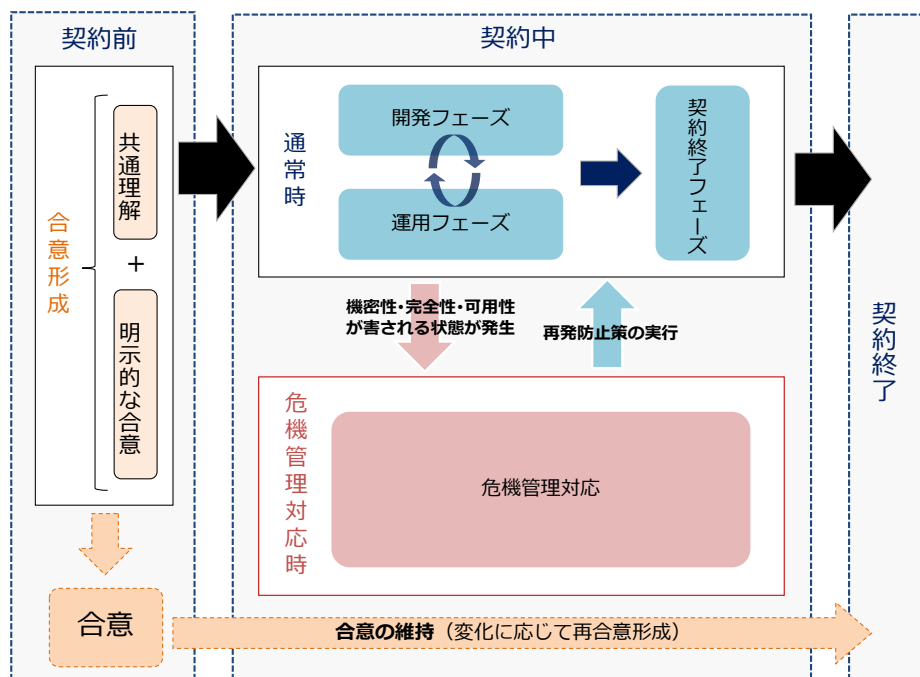 契約前
共通理解
+
明示的な合意
合意形成
合意
契約中
通常時
開発フェーズ
運用フェーズ
契約終了フェーズ
機密性・完全性・可用性
が害される状態が発生
再発防止策の実行
危機管理対応時
危機管理対応
合意の維持（変化に応じて再合意形成）
契約終了